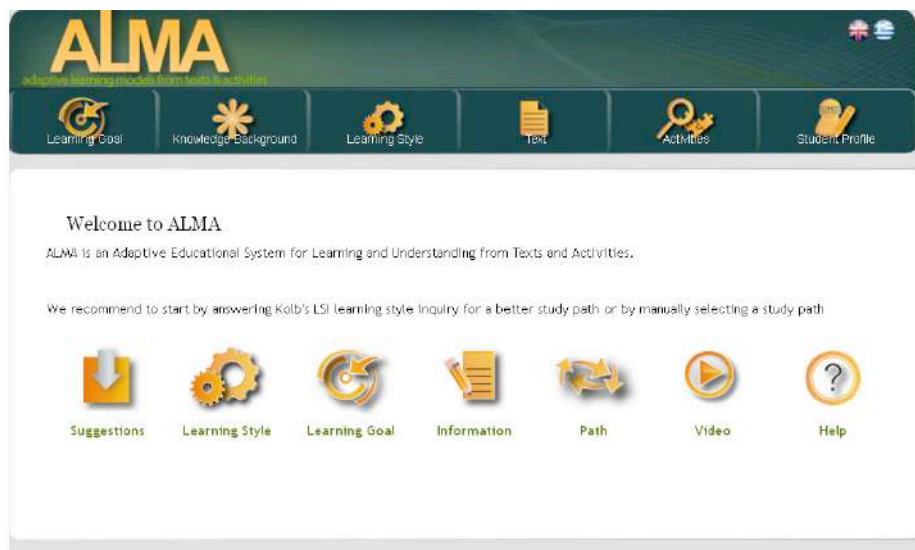 ALMA
adaptive learning models from texts & activities
Learning Goal
Knowledge Background
Learning Style
Text
Activities
Student Profile
Welcome to ALMA
ALMA is an Adaptive Educational System for Learning and Understanding from Texts and Activities.
We recommend to start by answering Kolb's LSI learning style inquiry for a better study path or by manually selecting a study path
Suggestions
Learning Style
Learning Goal
Information
Path
Video
?
Help